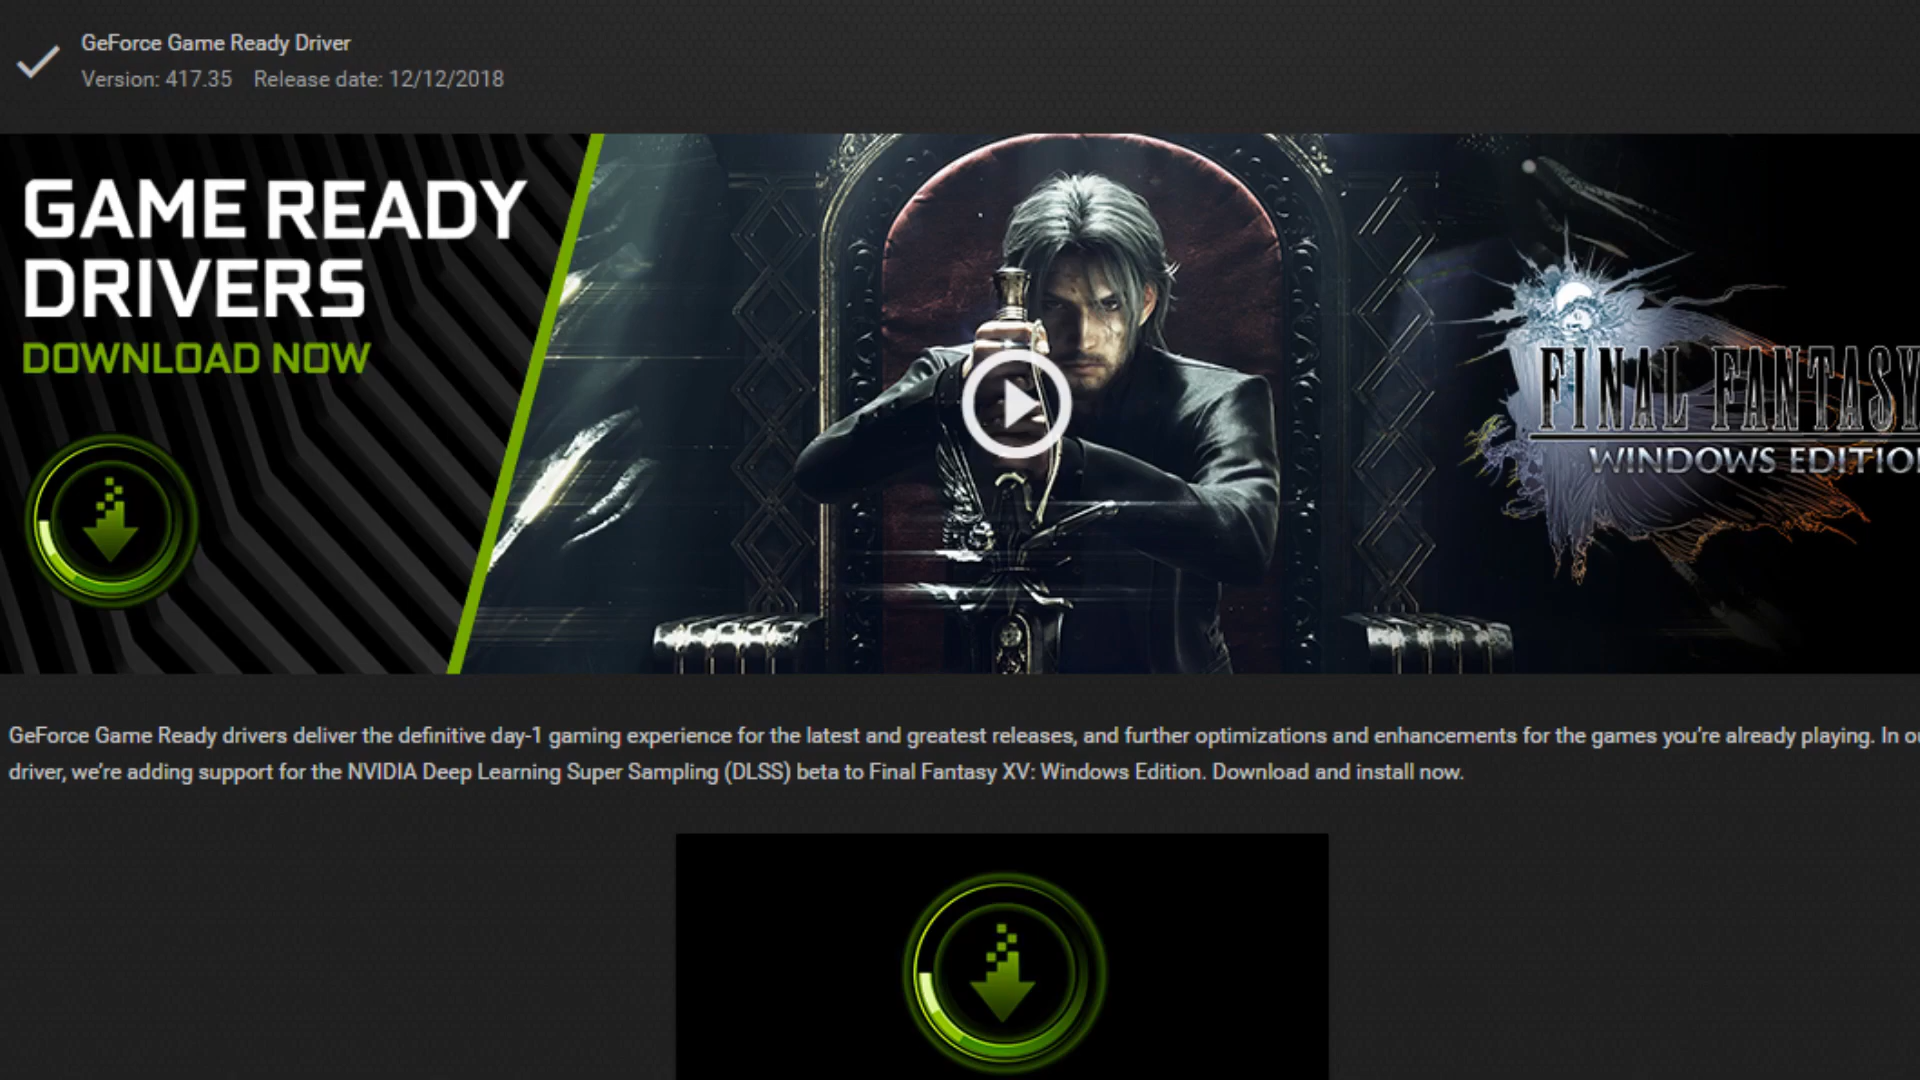 GeForce Game Ready Driver
Version: 417.35 Release date: 12/12/2018
GAME READY
DRIVERS
DOWNLOAD NOW
FINAL FANTASY
WINDOWS EDITION
GeForce Game Ready drivers deliver the definitive day-1 gaming experience for the latest and greatest releases, and further optimizations and enhancements for the games you’re already playing. In
driver, we’re adding support for the NVIDIA Deep Learning Super Sampling (DLSS) beta to Final Fantasy XV: Windows Edition. Download and install now.